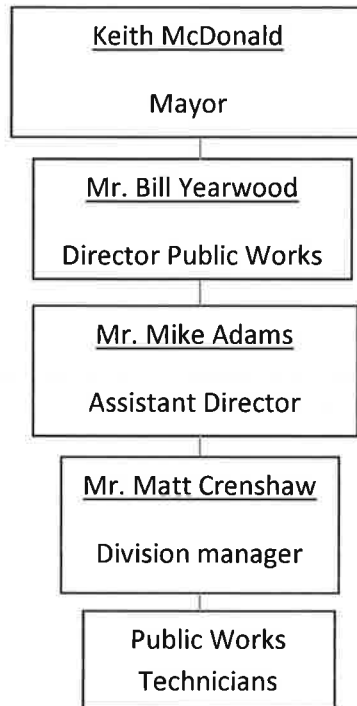 Keith McDonald
Mayor
Mr. Bill Yearwood
Director Public Works
Mr. Mike Adams
Assistant Director
Mr. Matt Crenshaw
Division manager
Public Works
Technicians